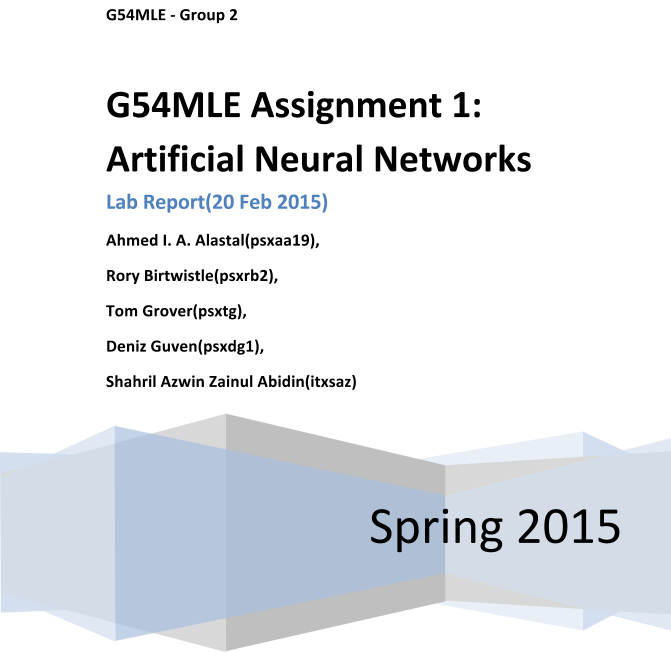 G54MLE - Group 2
G54MLE Assignment 1:
Artificial Neural Networks
Lab Report(20 Feb 2015)
Ahmed I. A. Alastal(psxaa19),
Rory Birtwistle(psxrb2),
Tom Grover(psxtg),
Deniz Guven(psxdg1),
Shahril Azwin Zainul Abidin(itxsaz)
Spring 2015